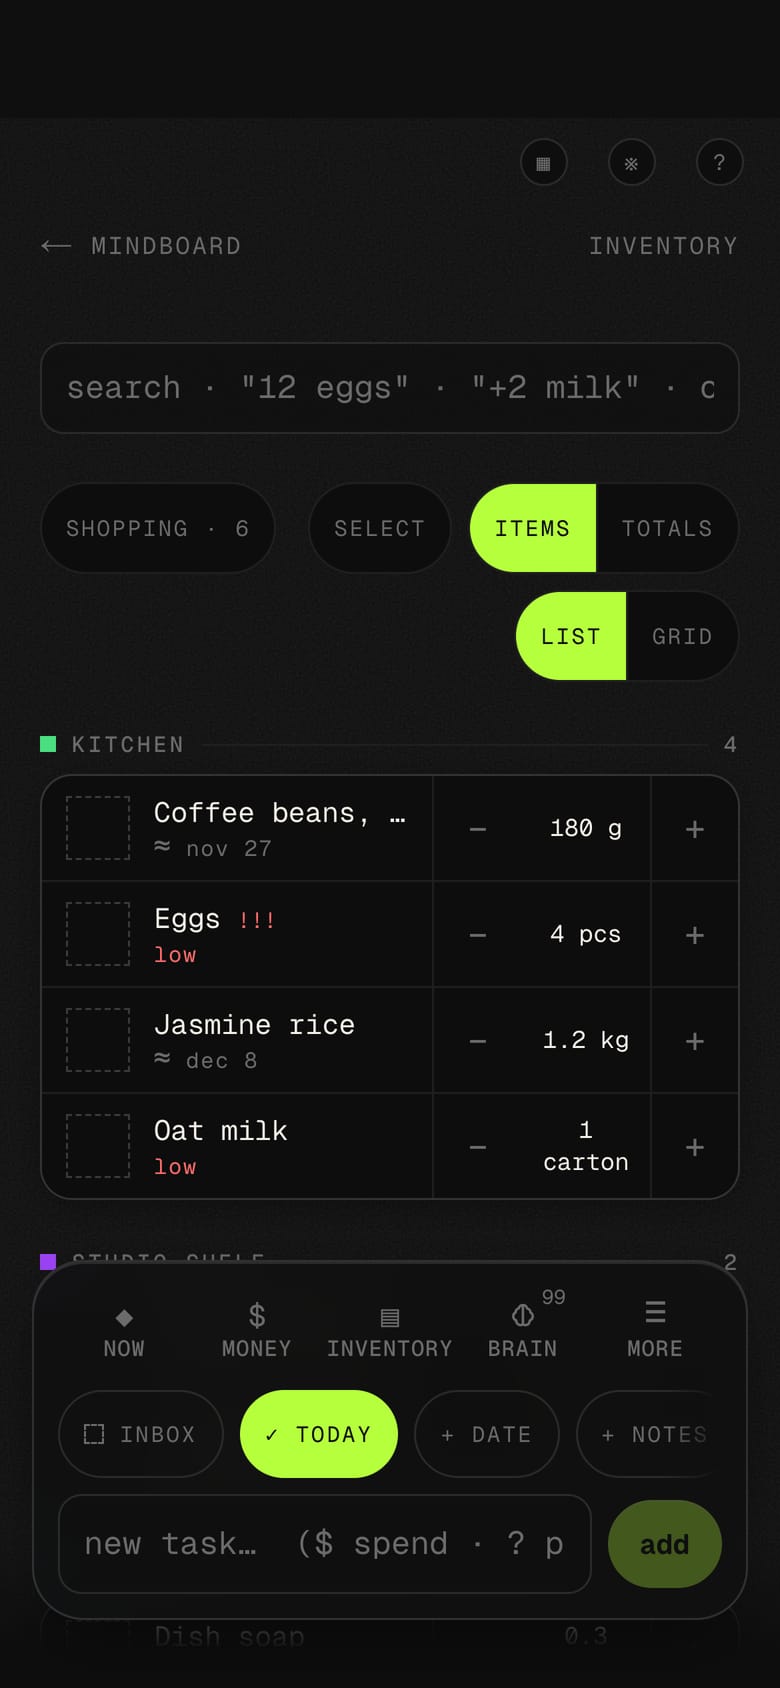 ?
← MINDBOARD
INVENTORY
search · "12 eggs" · "+2 milk" · c
SHOPPING · 6
SELECT
ITEMS
TOTALS
LIST
GRID
KITCHEN
4
Coffee beans, …
≈ nov 27
−
180 g
+
Eggs !!!
low
−
4 pcs
+
Jasmine rice
≈ dec 8
−
1.2 kg
+
Oat milk
low
−
1
carton
+
STUDIO SHELF
2
NOW
$
MONEY
INVENTORY
99
BRAIN
MORE
INBOX
✓ TODAY
+ DATE
+ NOTES
new task… ($ spend · ? p
add
Dish soap
0.3